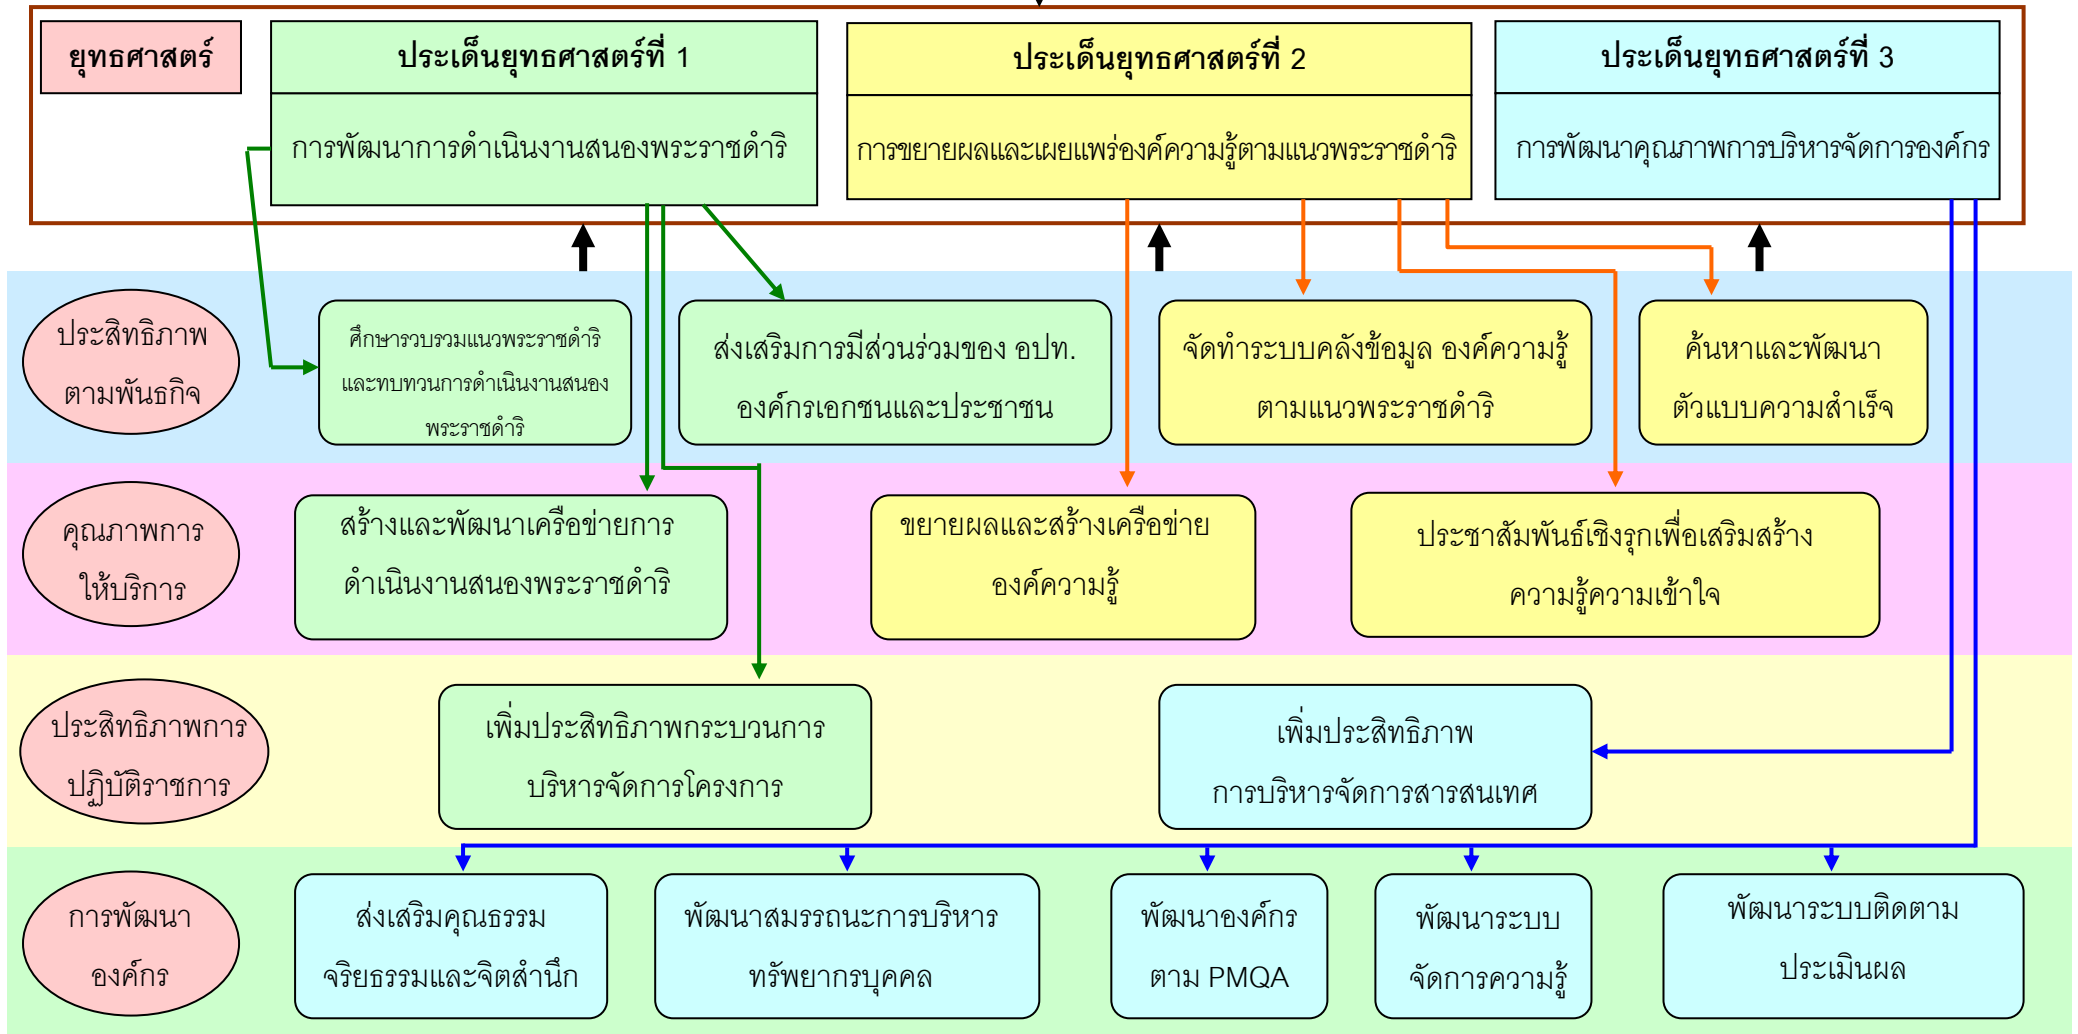 ยุทธศาสตร์
ประเด็นยุทธศาสตร์ที่ 1
การพัฒนาการดำเนินงานสนองพระราชดำริ
ประเด็นยุทธศาสตร์ที่ 2
การขยายผลและเผยแพร่องค์ความรู้ตามแนวพระราชดำริ
ประเด็นยุทธศาสตร์ที่ 3
การพัฒนาคุณภาพการบริหารจัดการองค์กร
ประสิทธิภาพ
ตามพันธกิจ
ศึกษารวบรวมแนวพระราชดำริ
และทบทวนการดำเนินงานสนอง
พระราชดำริ
ส่งเสริมการมีส่วนร่วมของ อปท.
องค์กรเอกชนและประชาชน
จัดทำระบบคลังข้อมูล องค์ความรู้
ตามแนวพระราชดำริ
ค้นหาและพัฒนา
ตัวแบบความสำเร็จ
คุณภาพการ
ให้บริการ
สร้างและพัฒนาเครือข่ายการ
ดำเนินงานสนองพระราชดำริ
ขยายผลและสร้างเครือข่าย
องค์ความรู้
ประชาสัมพันธ์เชิงรุกเพื่อเสริมสร้าง
ความรู้ความเข้าใจ
ประสิทธิภาพการ
ปฏิบัติราชการ
เพิ่มประสิทธิภาพกระบวนการ
บริหารจัดการโครงการ
เพิ่มประสิทธิภาพ
การบริหารจัดการสารสนเทศ
การพัฒนา
องค์กร
ส่งเสริมคุณธรรม
จริยธรรมและจิตสำนึก
พัฒนาสมรรถนะการบริหาร
ทรัพยากรบุคคล
พัฒนาองค์กร
ตาม PMQA
พัฒนาระบบ
จัดการความรู้
พัฒนาระบบติดตาม
ประเมินผล